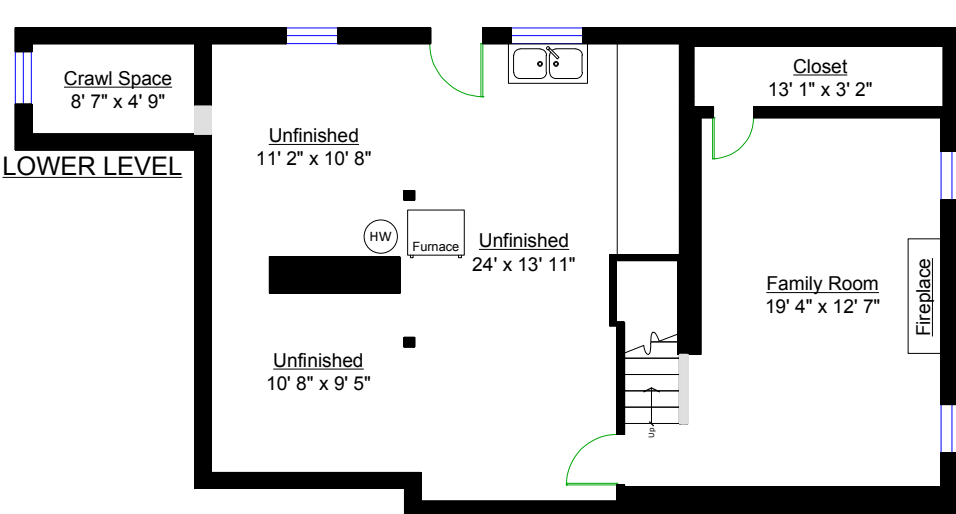 Crawl Space
8' 7" x 4' 9"
LOWER LEVEL
Unfinished
11' 2" x 10' 8"
HW
Furnace
Unfinished
24' x 13' 11"
Unfinished
10' 8" x 9' 5"
Up
Closet
13' 1" x 3' 2"
Family Room
19' 4" x 12' 7"
Fireplace